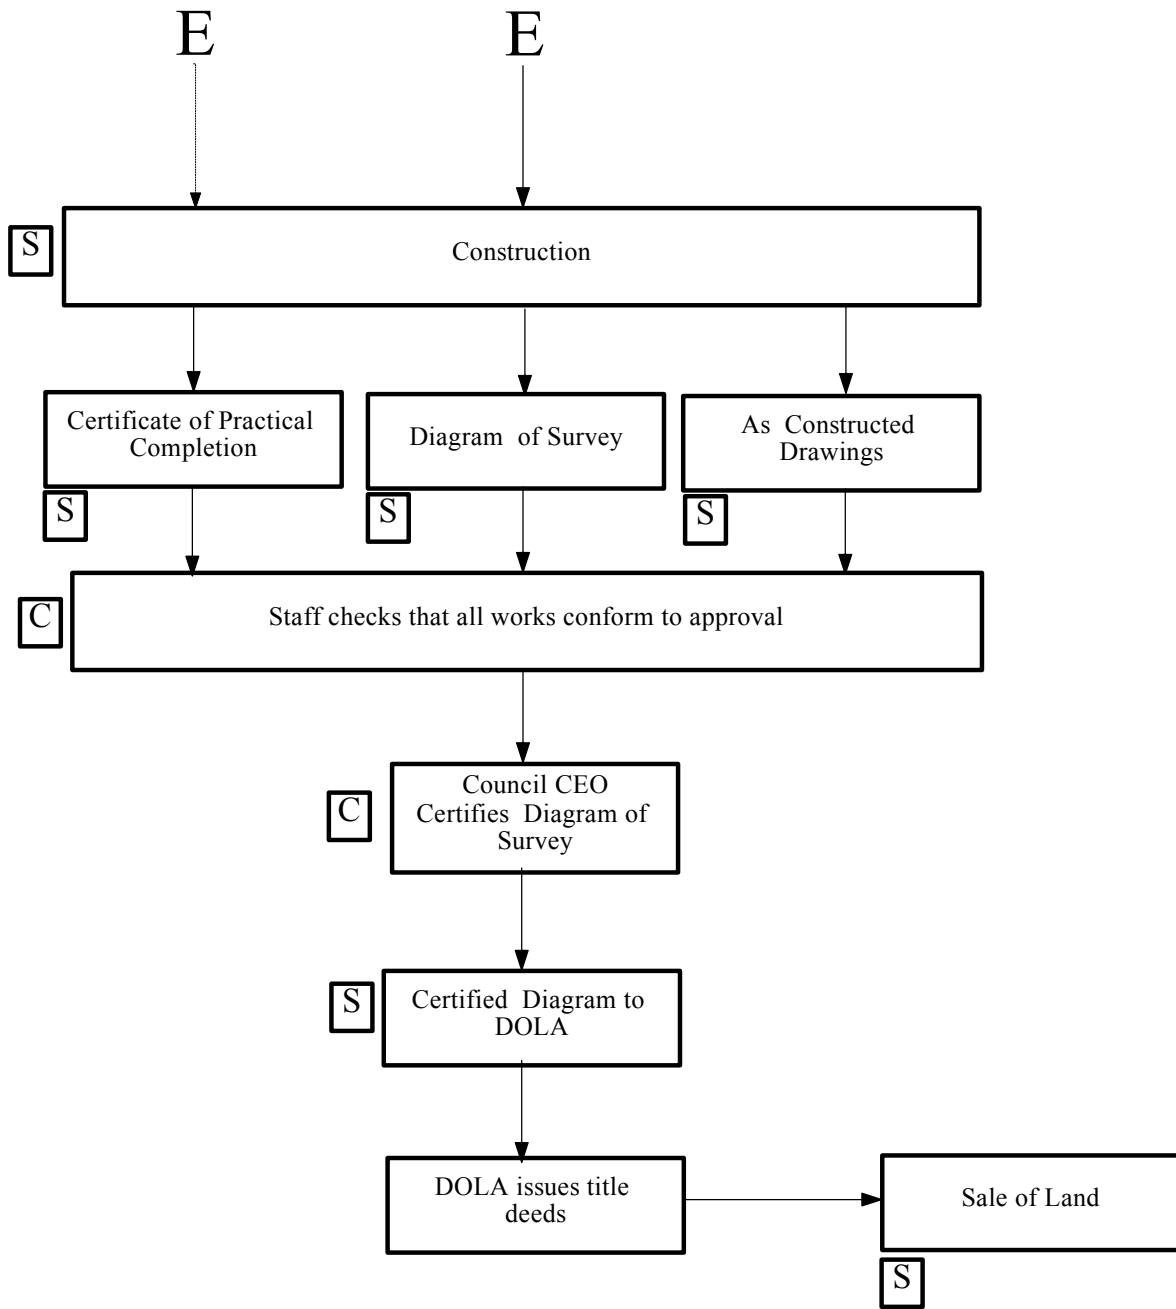 E
E
S
Construction
Certificate of Practical
Completion
Diagram of Survey
As Constructed
Drawings
S
S
S
C
Staff checks that all works conform to approval
C
Council CEO
Certifies Diagram of
Survey
S
Certified Diagram to
DOLA
DOLA issues title
deeds
Sale of Land
S